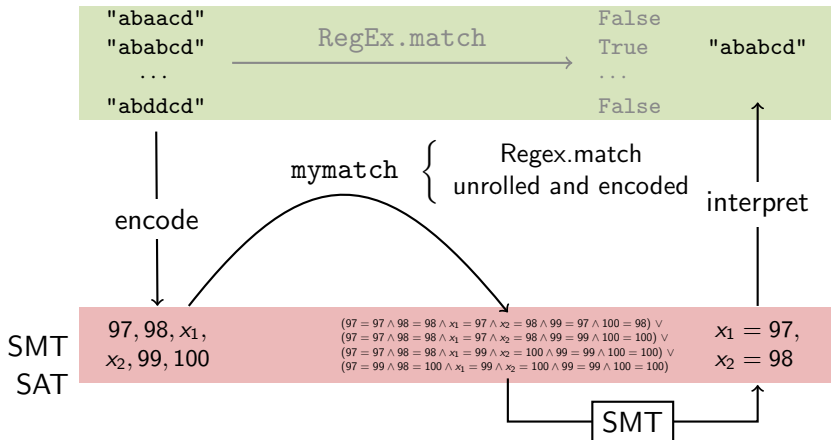 "abaacd"
"ababcd"
...
"abddcd"
RegEx.match
False
True
...
False
"ababcd"
mymatch { Regex.match
unrolled and encoded
encode
interpret
SMT
SAT
97, 98, x₁,
x₂, 99, 100
(97 = 97 ∧ 98 = 98 ∧ x₁ = 97 ∧ x₂ = 98 ∧ 99 = 97 ∧ 100 = 98) ∨
(97 = 97 ∧ 98 = 98 ∧ x₁ = 97 ∧ x₂ = 98 ∧ 99 = 99 ∧ 100 = 100) ∨
(97 = 97 ∧ 98 = 98 ∧ x₁ = 99 ∧ x₂ = 100 ∧ 99 = 99 ∧ 100 = 100) ∨
(97 = 99 ∧ 98 = 100 ∧ x₁ = 99 ∧ x₂ = 100 ∧ 99 = 99 ∧ 100 = 100)
x₁ = 97,
x₂ = 98
SMT